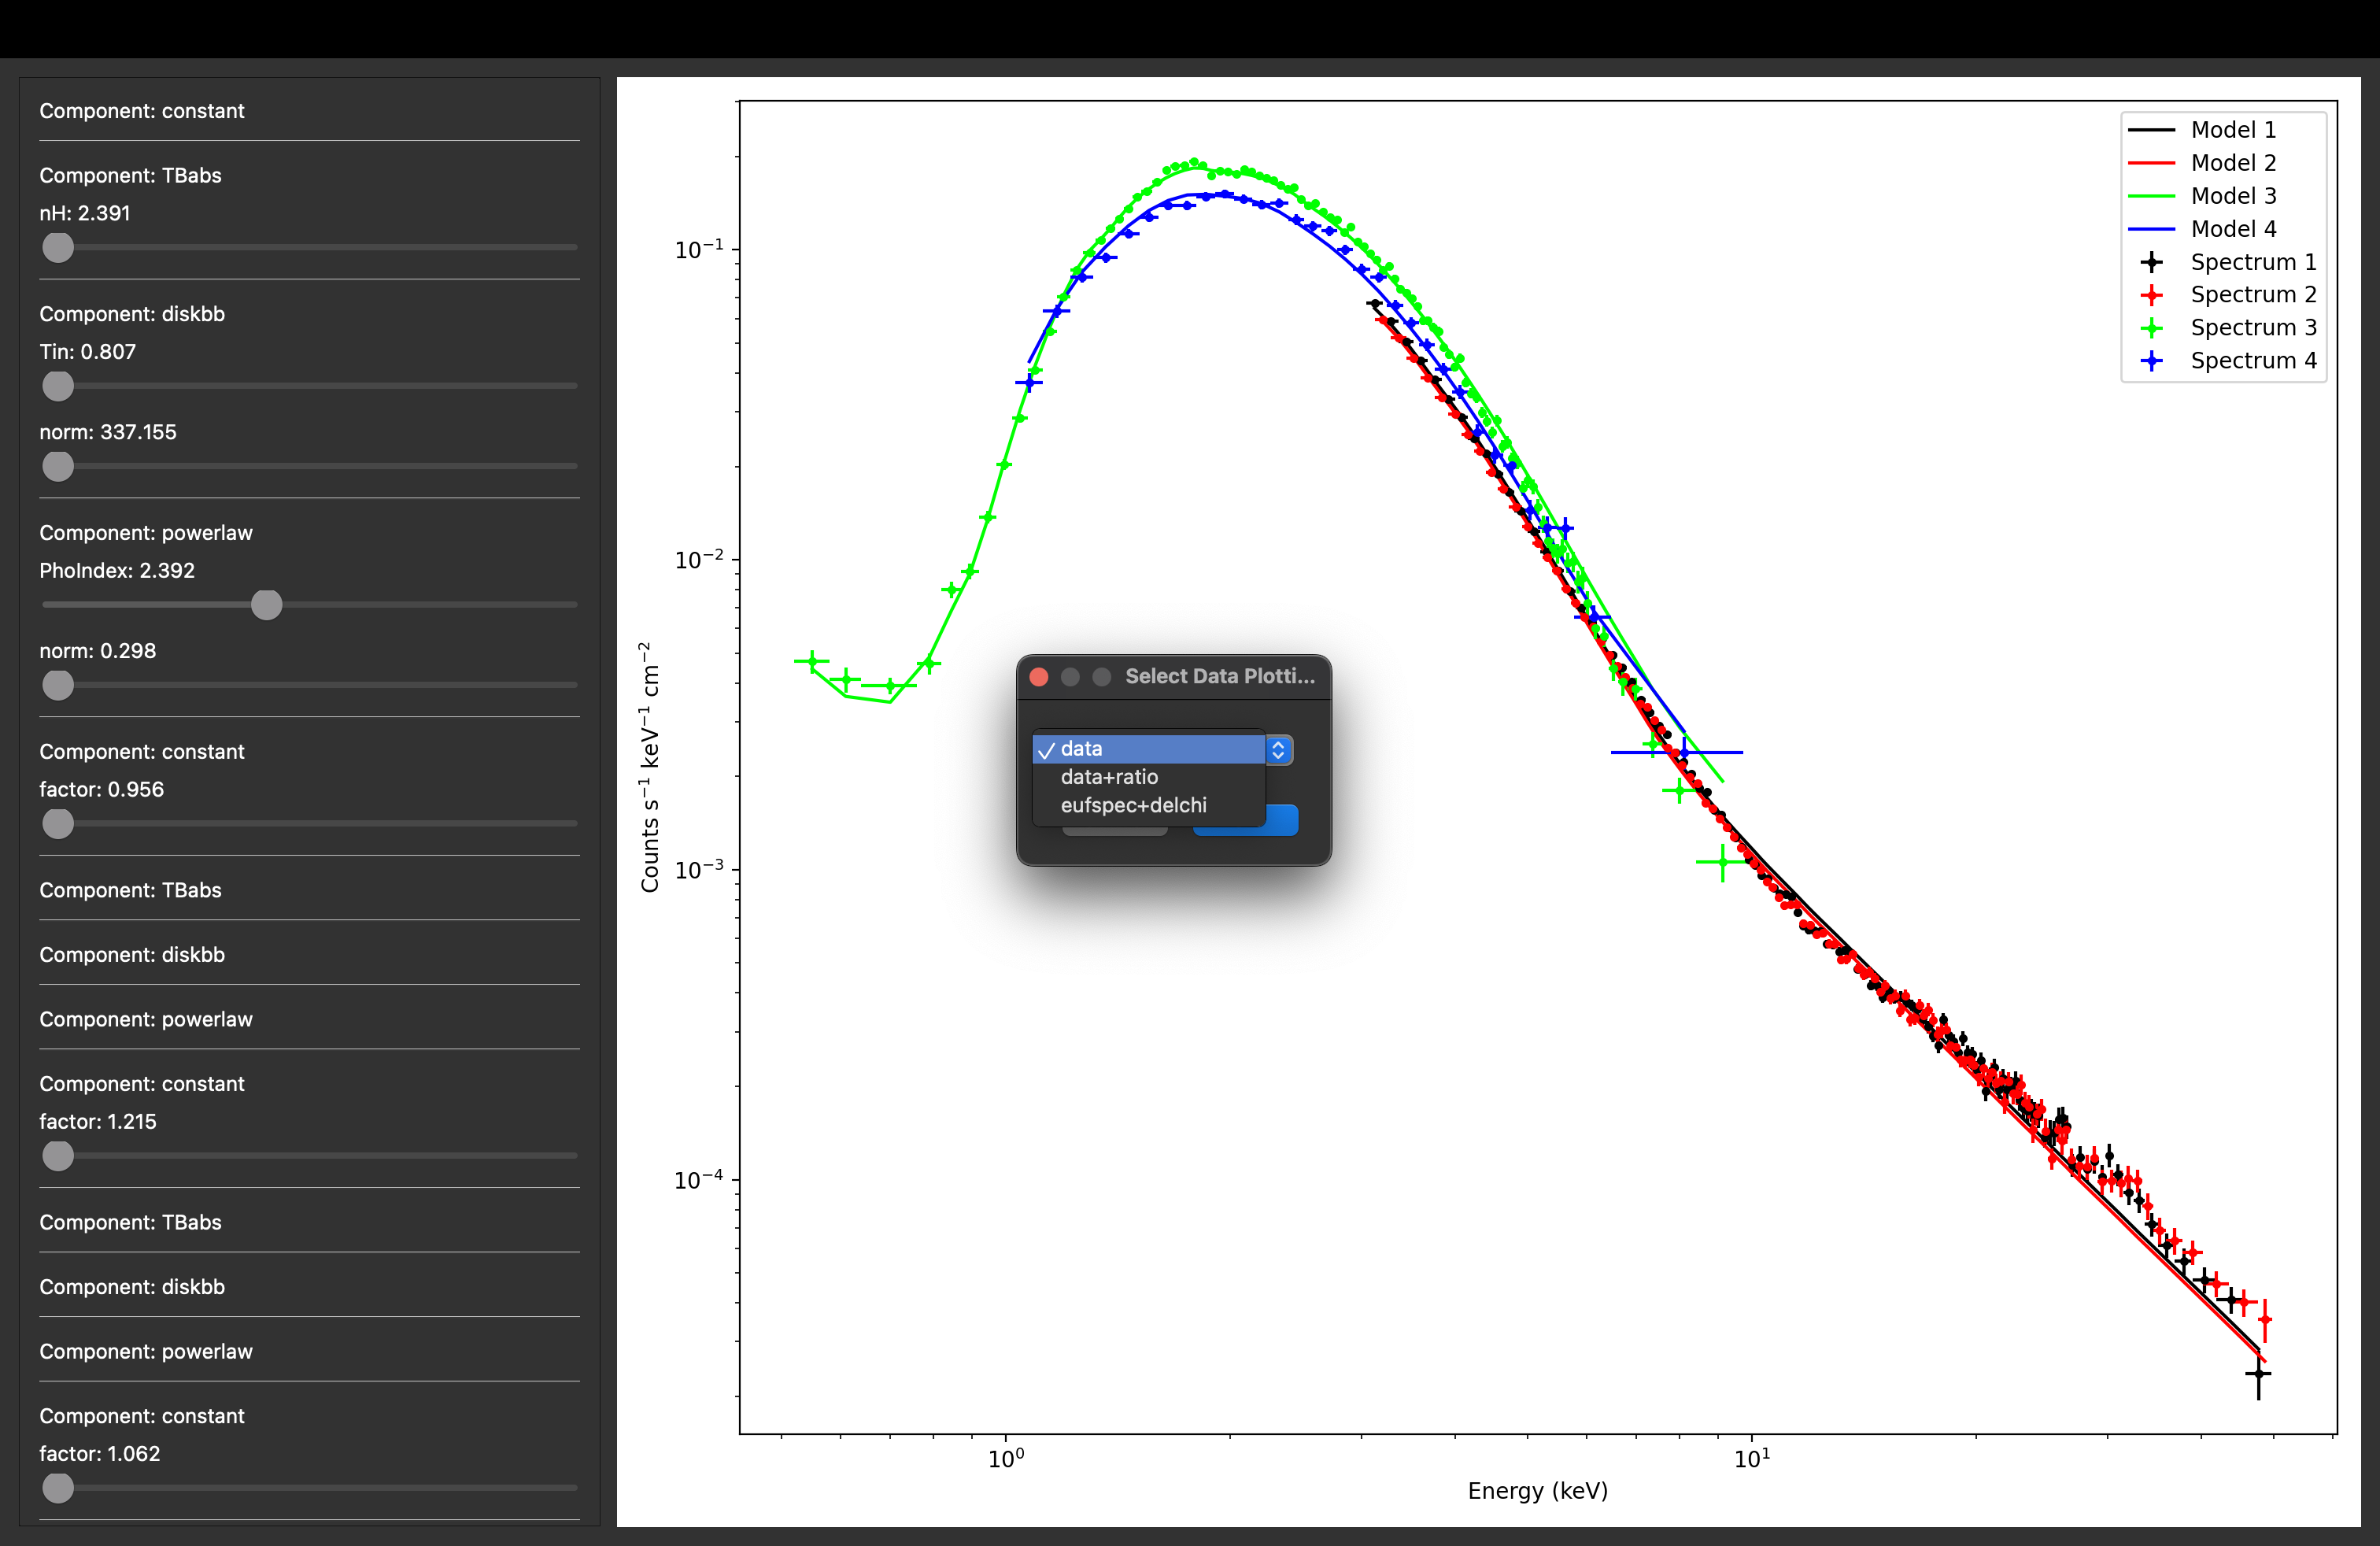 Component: constant
Component: TBabs
nH: 2.391
Component: diskbb
Tin: 0.807
norm: 337.155
Component: powerlaw
PhoIndex: 2.392
norm: 0.298
Component: constant
factor: 0.956
Component: TBabs
Component: diskbb
Component: powerlaw
Component: constant
factor: 1.215
Component: TBabs
Component: diskbb
Component: powerlaw
Component: constant
factor: 1.062
Counts s⁻¹ keV⁻¹ cm⁻²
10⁻¹
10⁻²
10⁻³
10⁻⁴
10⁰
10¹
Energy (keV)
Model 1
Model 2
Model 3
Model 4
Spectrum 1
Spectrum 2
Spectrum 3
Spectrum 4
Select Data Plotti...
✓ data
data+ratio
eufspec+delchi